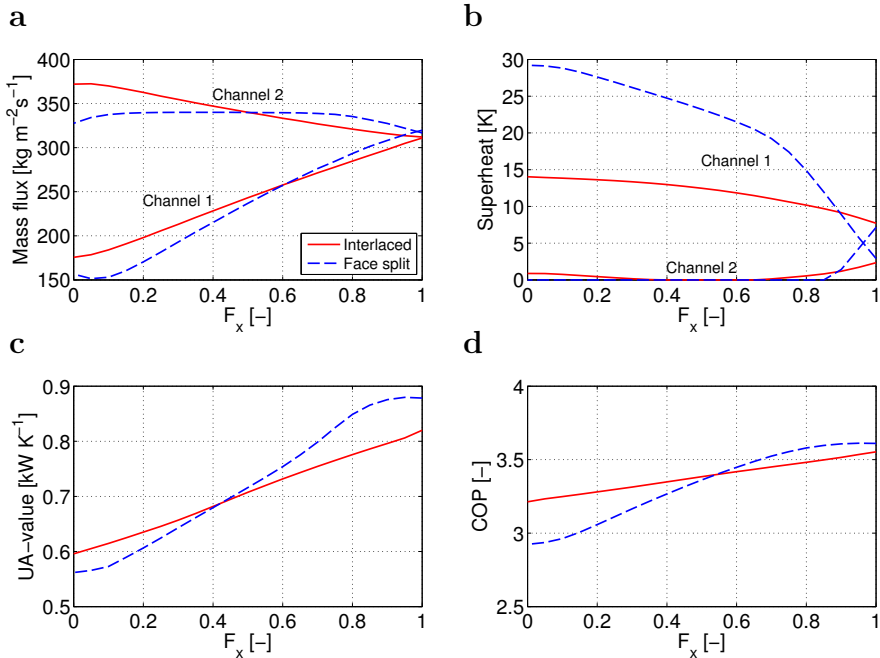 a
400
350
300
250
200
150
Mass flux [kg m−2s−1]
Channel 2
Channel 1
Interlaced
Face split
0
0.2
0.4
0.6
0.8
1
Fx [−]
b
30
25
20
15
10
5
0
Superheat [K]
Channel 1
Channel 2
0
0.2
0.4
0.6
0.8
1
Fx [−]
c
0.9
0.8
0.7
0.6
0.5
UA−value [kW K−1]
0
0.2
0.4
0.6
0.8
1
Fx [−]
d
4
3.5
3
2.5
COP [−]
0
0.2
0.4
0.6
0.8
1
Fx [−]